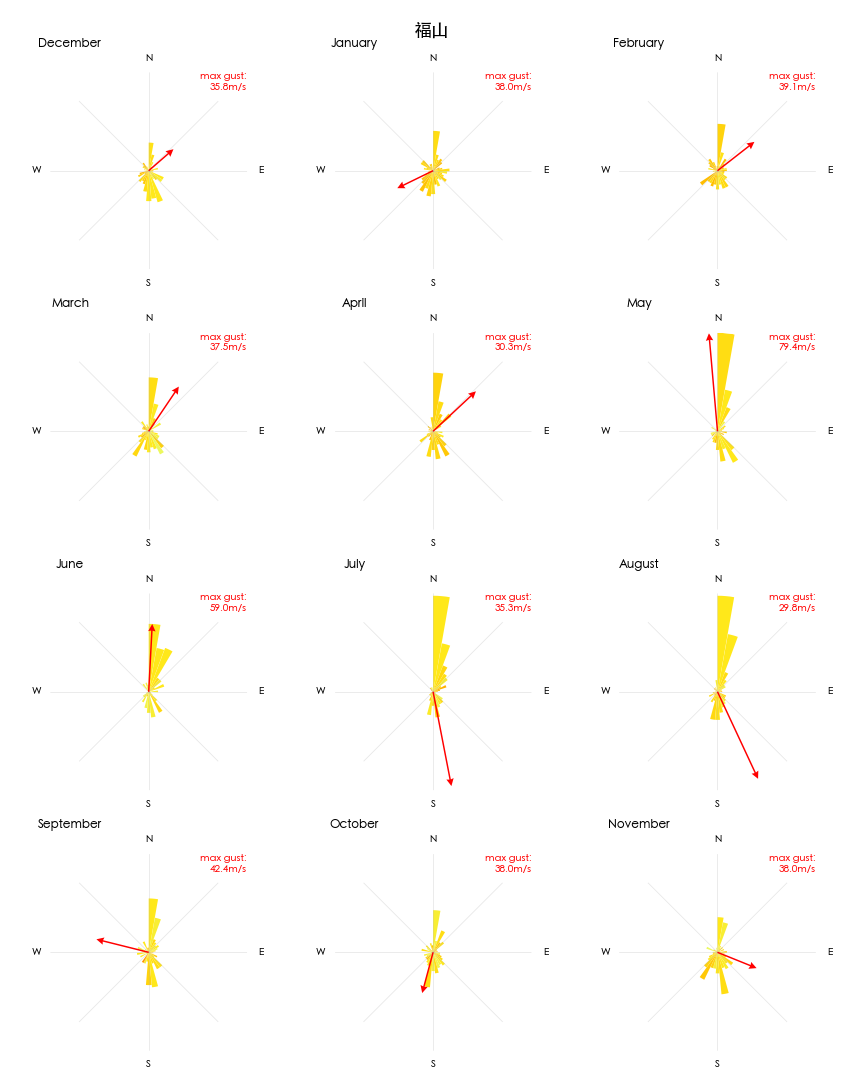 福山
December
N
max gust:
35.8m/s
W
E
S
January
N
max gust:
38.0m/s
W
E
S
February
N
max gust:
39.1m/s
W
E
S
March
N
max gust:
37.5m/s
W
E
S
April
N
max gust:
30.3m/s
W
E
S
May
N
max gust:
79.4m/s
W
E
S
June
N
max gust:
59.0m/s
W
E
S
July
N
max gust:
35.3m/s
W
E
S
August
N
max gust:
29.8m/s
W
E
S
September
N
max gust:
42.4m/s
W
E
S
October
N
max gust:
38.0m/s
W
E
S
November
N
max gust:
38.0m/s
W
E
S